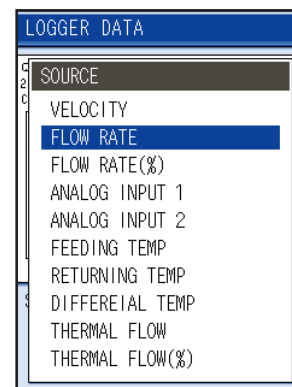 LOGGER DATA
SOURCE
VELOCITY
FLOW RATE
FLOW RATE(%)
ANALOG INPUT 1
ANALOG INPUT 2
FEEDING TEMP
RETURNING TEMP
DIFFEREIAL TEMP
THERMAL FLOW
THERMAL FLOW(%)